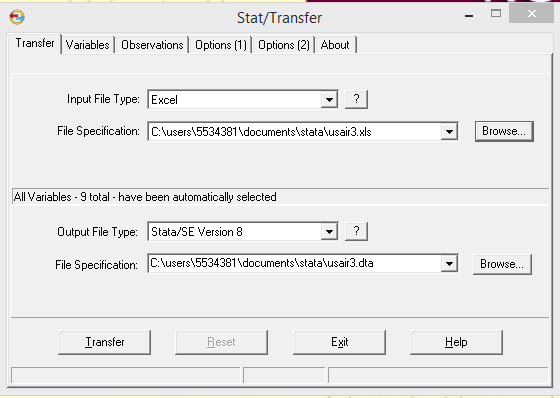 Stat/Transfer
Transfer Variables Observations Options (1) Options (2) About
Input File Type: Excel ?
File Specification: C:\users\5534381\documents\stata\usair3.xls Browse...
All Variables - 9 total - have been automatically selected
Output File Type: Stata/SE Version 8 ?
File Specification: C:\users\5534381\documents\stata\usair3.dta Browse...
Transfer Reset Exit Help